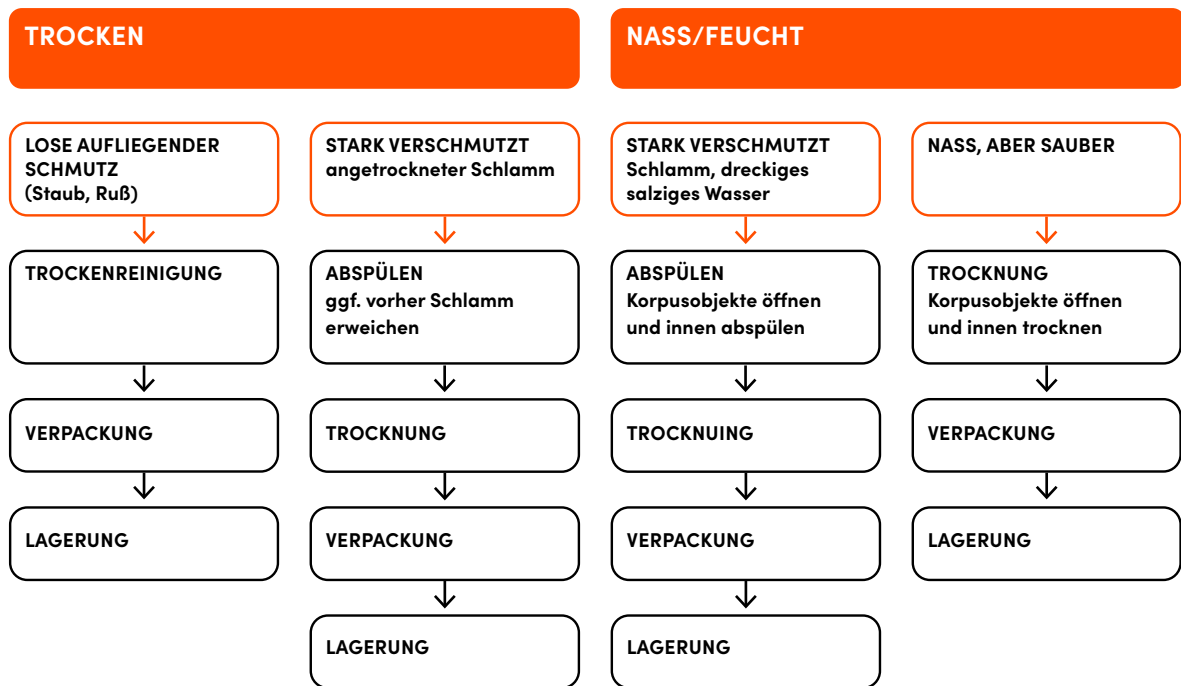 TROCKEN
NASS/FEUCHT
LOSE AUFLIEGENDER
SCHMUTZ
(Staub, Ruß)
STARK VERSCHMUTZT
angetrockneter Schlamm
STARK VERSCHMUTZT
Schlamm, dreckiges
salziges Wasser
NASS, ABER SAUBER
TROCKENREINIGUNG
ABSPÜLEN
ggf. vorher Schlamm
erweichen
ABSPÜLEN
Korpusobjekte öffnen
und innen abspülen
TROCKNUNG
Korpusobjekte öffnen
und innen trocknen
VERPACKUNG
TROCKNUNG
TROCKNUING
VERPACKUNG
LAGERUNG
VERPACKUNG
VERPACKUNG
LAGERUNG
LAGERUNG
LAGERUNG